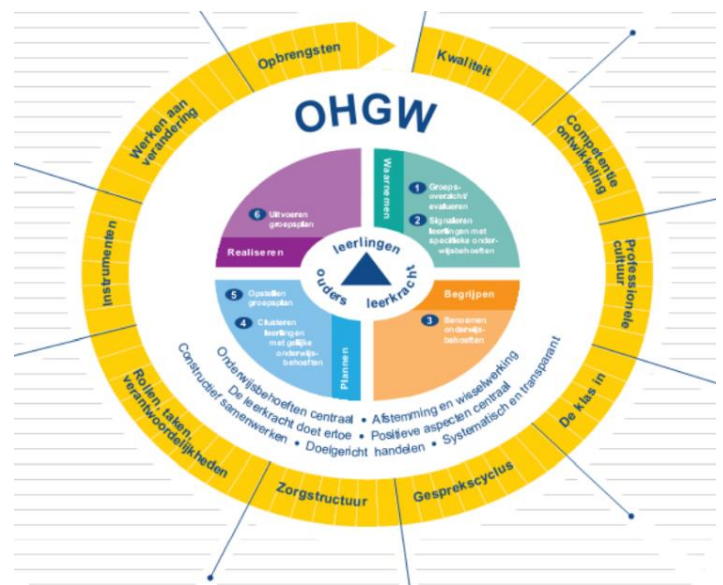 Opbrengsten
Kwaliteit
Werken aan
verandering
Competentie
ontwikkeling
OHGW
Instrumenten
Professionele
cultuur
Waarnemen
1 Groeps-
overzicht/
evalueren
2 Signaleren
leerlingen met
specifieke onder-
wijsbehoeften
6 Uitvoeren
groepsplan
Realiseren
leerlingen
ouders
leerkracht
Begrijpen
3 Benoemen
onderwijs-
behoeften
5 Opstellen
groepsplan
4 Clusteren
leerlingen
met gelijke
onderwijs-
behoeften
Plannen
Onderwijsbehoeften centraal • Afstemming en wisselwerking
De leerkracht doet ertoe • Positieve aspecten centraal
Constructief samenwerken • Doelgericht handelen • Systematisch en transparant
Rollen, taken,
verantwoordelijkheden
De klas in
Zorgstructuur
Gesprekscyclus